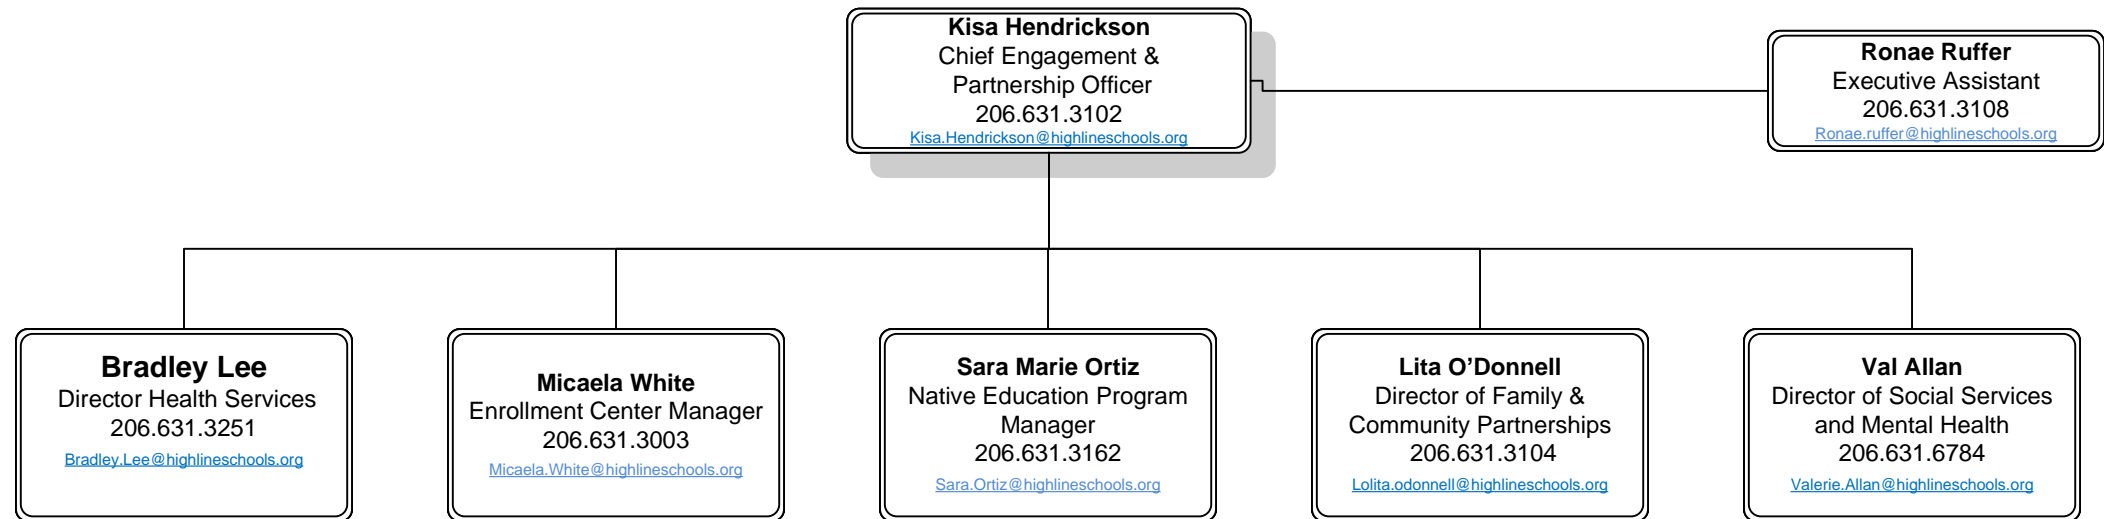 Kisa Hendrickson
Chief Engagement &
Partnership Officer
206.631.3102
Kisa.Hendrickson@highlineschools.org
Ronae Ruffer
Executive Assistant
206.631.3108
Ronae.ruffer@highlineschools.org
Bradley Lee
Director Health Services
206.631.3251
Bradley.Lee@highlineschools.org
Micaela White
Enrollment Center Manager
206.631.3003
Micaela.White@highlineschools.org
Sara Marie Ortiz
Native Education Program
Manager
206.631.3162
Sara.Ortiz@highlineschools.org
Lita O’Donnell
Director of Family &
Community Partnerships
206.631.3104
Lolita.odonnell@highlineschools.org
Val Allan
Director of Social Services
and Mental Health
206.631.6784
Valerie.Allan@highlineschools.org